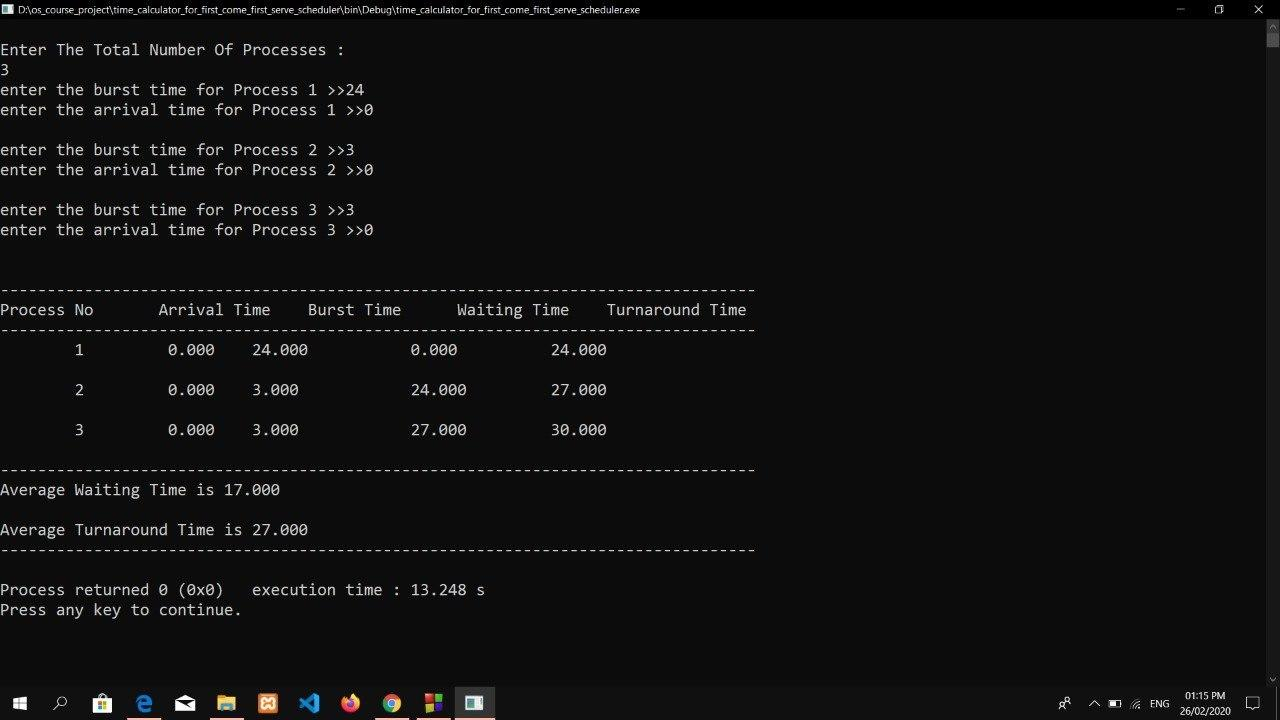 D:\os_course_project\time_calculator_for_first_come_first_serve_scheduler\bin\Debug\time_calculator_for_first_come_first_serve_scheduler.exe
Enter The Total Number Of Processes :
3
enter the burst time for Process 1 >>24
enter the arrival time for Process 1 >>0
enter the burst time for Process 2 >>3
enter the arrival time for Process 2 >>0
enter the burst time for Process 3 >>3
enter the arrival time for Process 3 >>0
---------------------------------------------------------------------------------
Process No Arrival Time Burst Time Waiting Time Turnaround Time
---------------------------------------------------------------------------------
1 0.000 24.000 0.000 24.000
2 0.000 3.000 24.000 27.000
3 0.000 3.000 27.000 30.000
---------------------------------------------------------------------------------
Average Waiting Time is 17.000
Average Turnaround Time is 27.000
---------------------------------------------------------------------------------
Process returned 0 (0x0) execution time : 13.248 s
Press any key to continue.
ENG
01:15 PM
26/02/2020